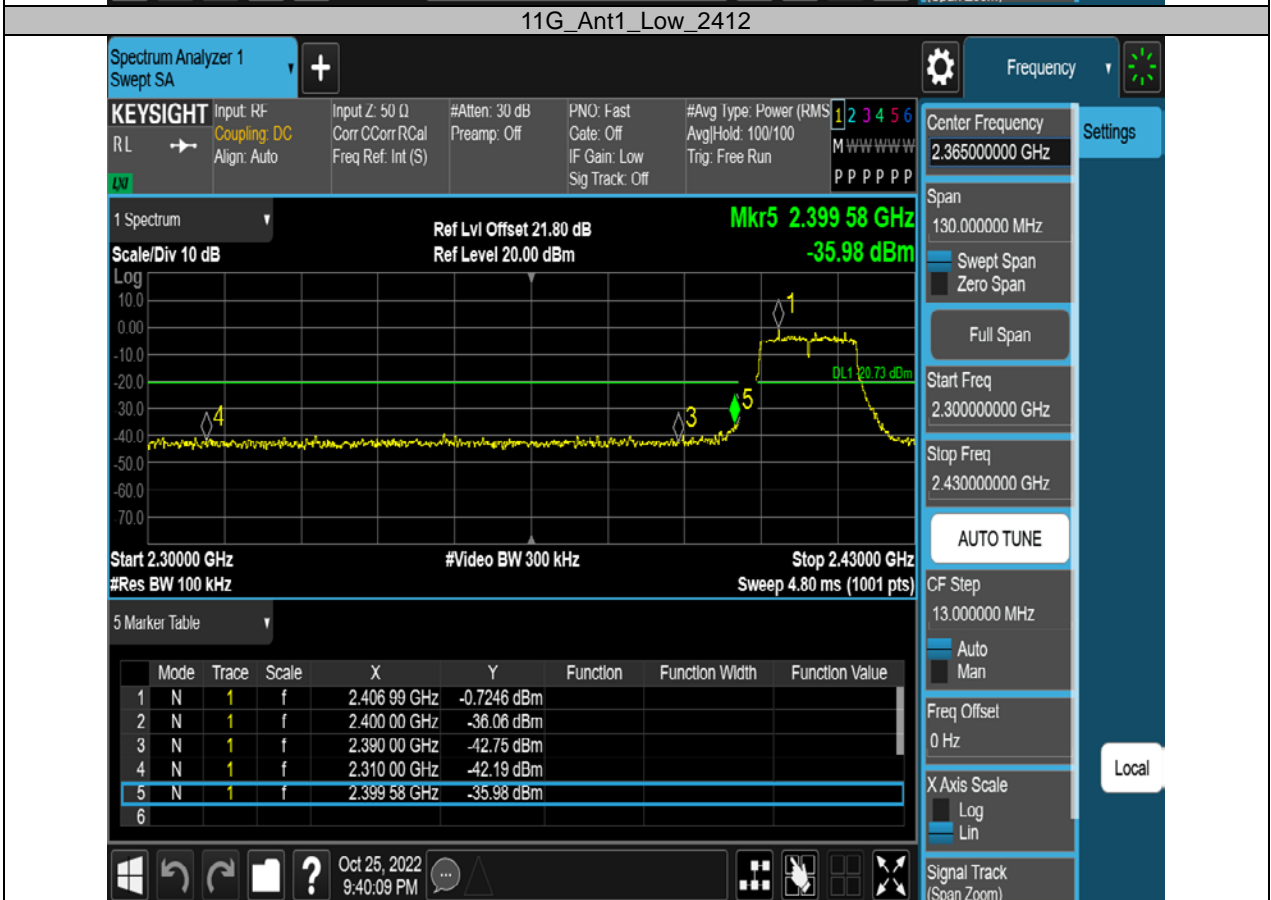 (Span Zoom)
11G_Ant1_Low_2412
Spectrum Analyzer 1
Swept SA
+
Frequency
KEYSIGHT
RL
LXI
Input: RF
Coupling: DC
Align: Auto
Input Z: 50 Ω
Corr CCorr RCal
Freq Ref: Int (S)
#Atten: 30 dB
Preamp: Off
PNO: Fast
Gate: Off
IF Gain: Low
Sig Track: Off
#Avg Type: Power (RMS
Avg|Hold: 100/100
Trig: Free Run
1 2 3 4 5 6
M W W W W W
P P P P P P
1 Spectrum
Scale/Div 10 dB
Ref Lvl Offset 21.80 dB
Ref Level 20.00 dBm
Mkr5 2.399 58 GHz
-35.98 dBm
Log
10.0
0.00
-10.0
-20.0
-30.0
-40.0
-50.0
-60.0
-70.0
1
DL1 -20.73 dBm
5
4
3
Start 2.30000 GHz
#Video BW 300 kHz
Stop 2.43000 GHz
#Res BW 100 kHz
Sweep 4.80 ms (1001 pts)
5 Marker Table
Mode Trace Scale X Y Function Function Width Function Value
1 N 1 f 2.406 99 GHz -0.7246 dBm
2 N 1 f 2.400 00 GHz -36.06 dBm
3 N 1 f 2.390 00 GHz -42.75 dBm
4 N 1 f 2.310 00 GHz -42.19 dBm
5 N 1 f 2.399 58 GHz -35.98 dBm
6
?
Oct 25, 2022
9:40:09 PM
Center Frequency
2.365000000 GHz
Settings
Span
130.000000 MHz
Swept Span
Zero Span
Full Span
Start Freq
2.300000000 GHz
Stop Freq
2.430000000 GHz
AUTO TUNE
CF Step
13.000000 MHz
Auto
Man
Freq Offset
0 Hz
Local
X Axis Scale
Log
Lin
Signal Track
(Span Zoom)